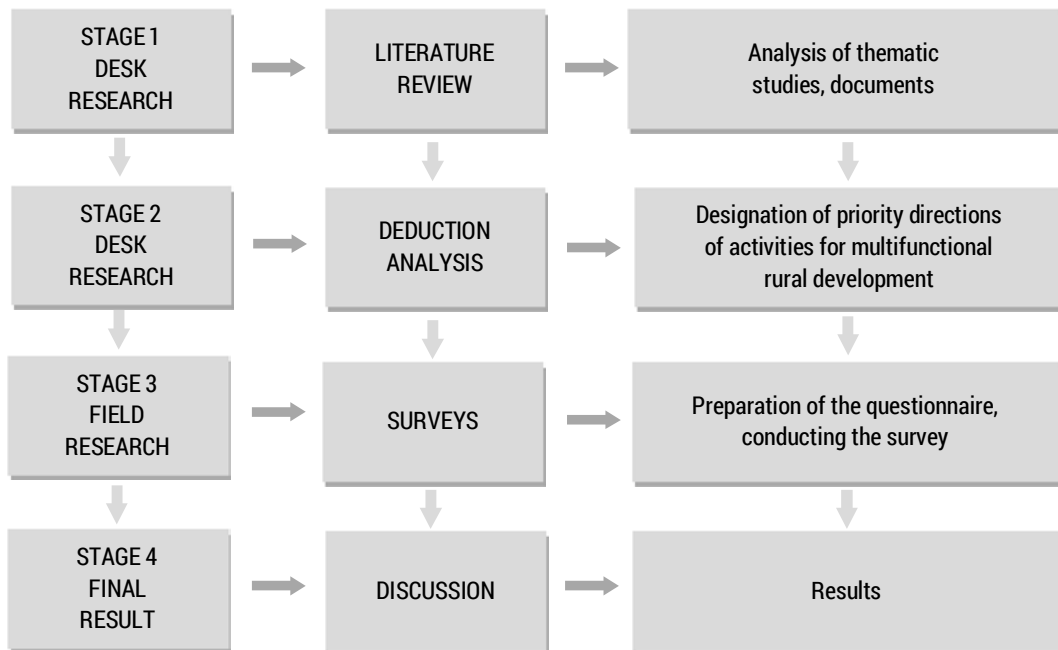 STAGE 1
DESK
RESEARCH
LITERATURE
REVIEW
Analysis of thematic
studies, documents
STAGE 2
DESK
RESEARCH
DEDUCTION
ANALYSIS
Designation of priority directions
of activities for multifunctional
rural development
STAGE 3
FIELD
RESEARCH
SURVEYS
Preparation of the questionnaire,
conducting the survey
STAGE 4
FINAL
RESULT
DISCUSSION
Results